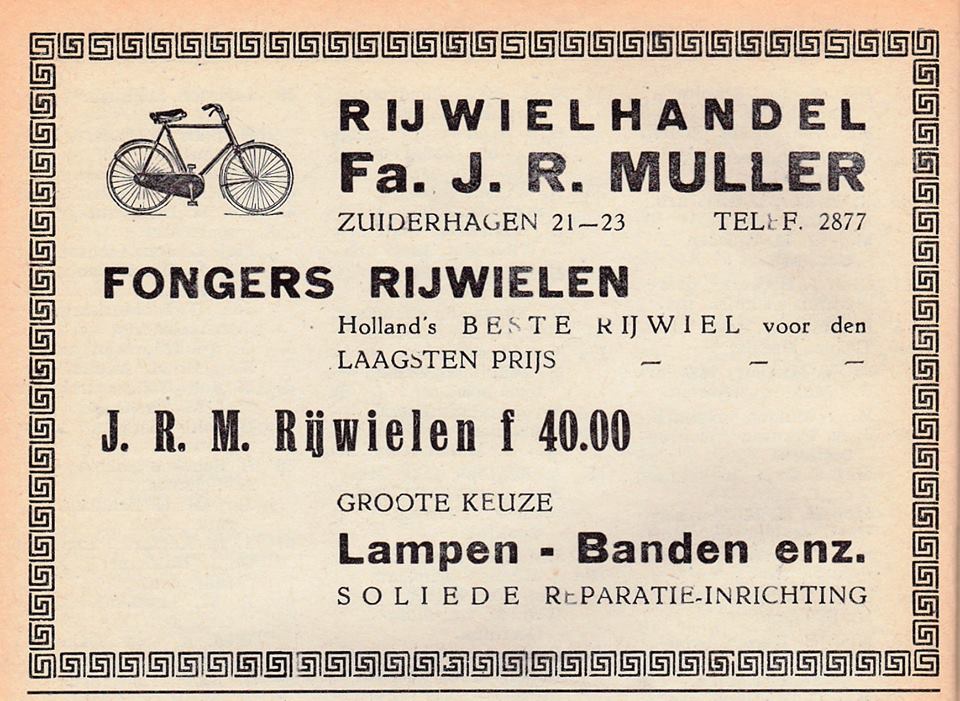 RIJWIELHANDEL
Fa. J. R. MULLER
ZUIDERHAGEN 21—23 TELEF. 2877
FONGERS RIJWIELEN
Holland's BESTE RIJWIEL voor den
LAAGSTEN PRIJS — — —
J. R. M. Rijwielen f 40.00
GROOTE KEUZE
Lampen - Banden enz.
SOLIEDE REPARATIE-INRICHTING